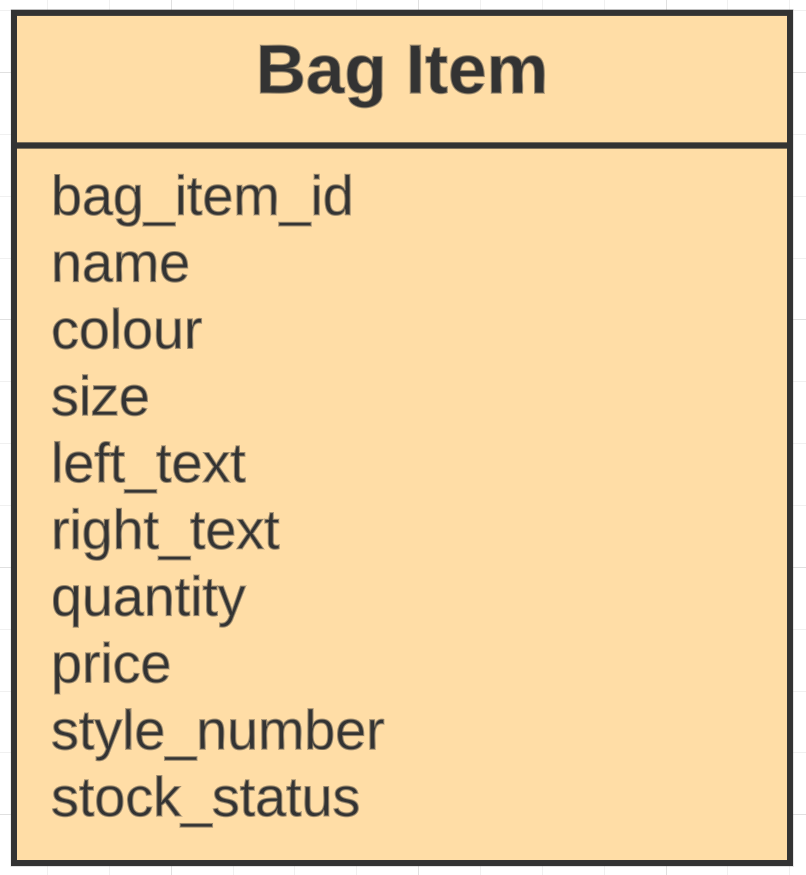 Bag Item
bag_item_id
name
colour
size
left_text
right_text
quantity
price
style_number
stock_status